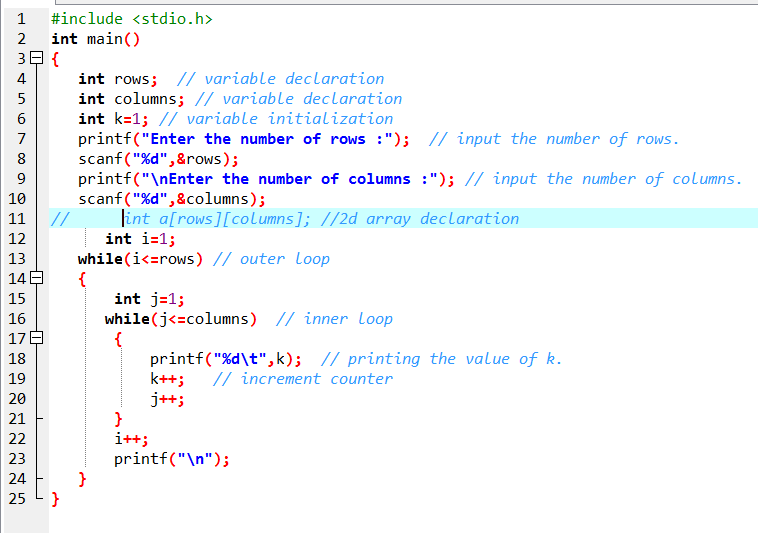 1 #include <stdio.h>
2 int main()
3 {
4 int rows; // variable declaration
5 int columns; // variable declaration
6 int k=1; // variable initialization
7 printf("Enter the number of rows :"); // input the number of rows.
8 scanf("%d",&rows);
9 printf("\nEnter the number of columns :"); // input the number of columns.
10 scanf("%d",&columns);
11 // int a[rows][columns]; //2d array declaration
12 int i=1;
13 while(i<=rows) // outer loop
14 {
15 int j=1;
16 while(j<=columns) // inner loop
17 {
18 printf("%d\t",k); // printing the value of k.
19 k++; // increment counter
20 j++;
21 }
22 i++;
23 printf("\n");
24 }
25 }